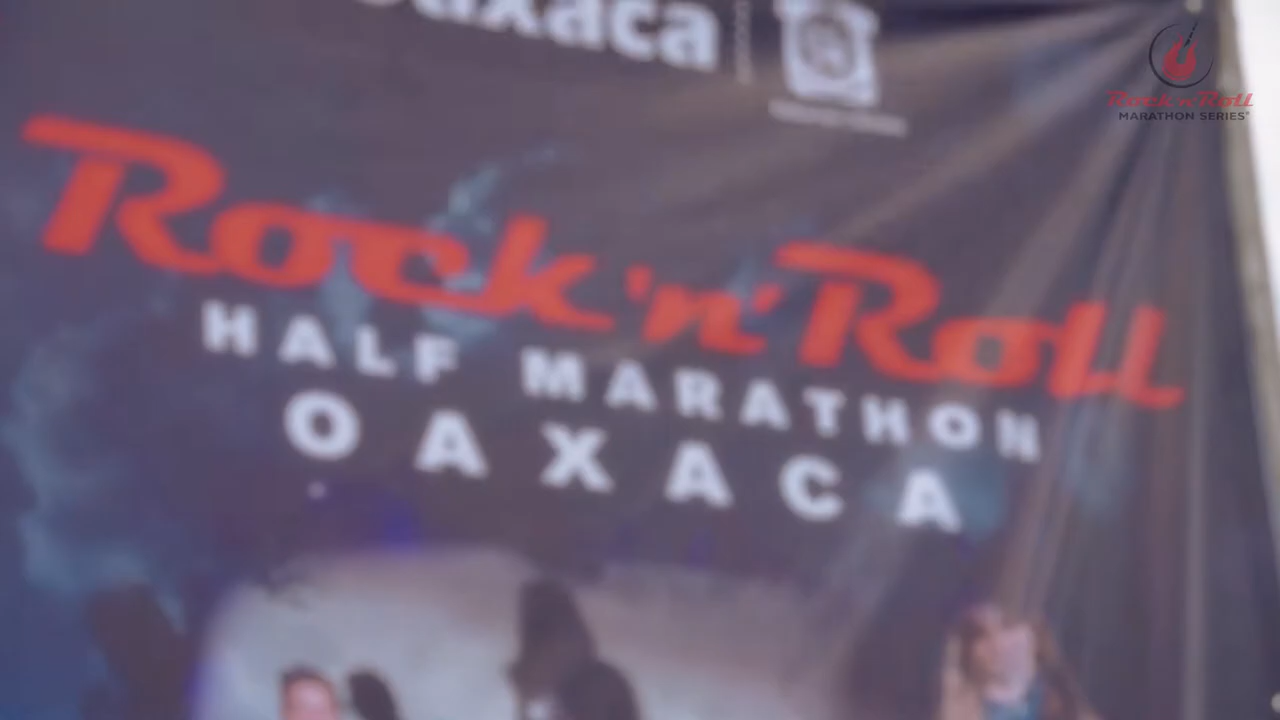 Oaxaca
Rock 'n' Roll
MARATHON SERIES
Rock 'n' Roll
HALF MARATHON
OAXACA